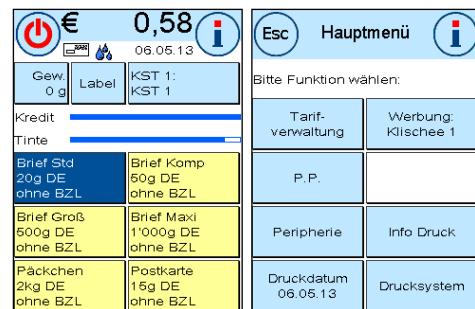 € 0,58
06.05.13
Gew.
0 g
Label
KST 1:
KST 1
Kredit
Tinte
Brief Std
20g DE
ohne BZL
Brief Komp
50g DE
ohne BZL
Brief Groß
500g DE
ohne BZL
Brief Maxi
1'000g DE
ohne BZL
Päckchen
2kg DE
ohne BZL
Postkarte
15g DE
ohne BZL
Esc
Hauptmenü
i
Bitte Funktion wählen:
Tarif-
verwaltung
Werbung:
Klischee 1
P.P.
Peripherie
Info Druck
Druckdatum
06.05.13
Drucksystem